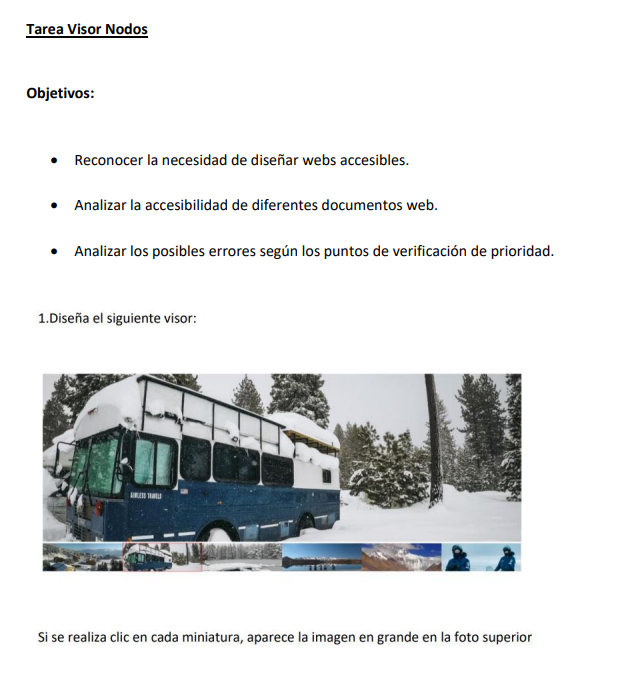 Tarea Visor Nodos
Objetivos:
• Reconocer la necesidad de diseñar webs accesibles.
• Analizar la accesibilidad de diferentes documentos web.
• Analizar los posibles errores según los puntos de verificación de prioridad.
1.Diseña el siguiente visor:
AIMLESS TRAVELS
Si se realiza clic en cada miniatura, aparece la imagen en grande en la foto superior